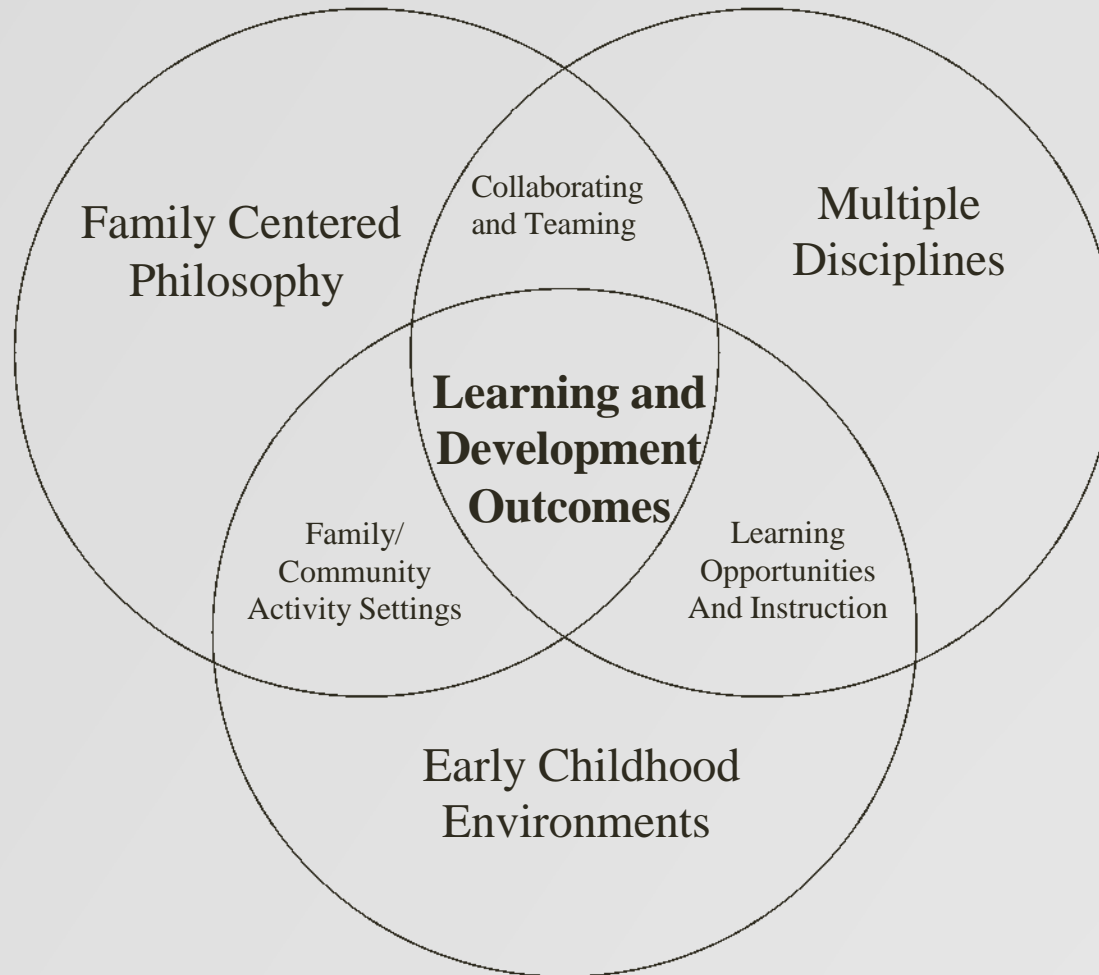 Family Centered
Philosophy
Collaborating
and Teaming
Multiple
Disciplines
Learning and
Development
Outcomes
Family/
Community
Activity Settings
Learning
Opportunities
And Instruction
Early Childhood
Environments